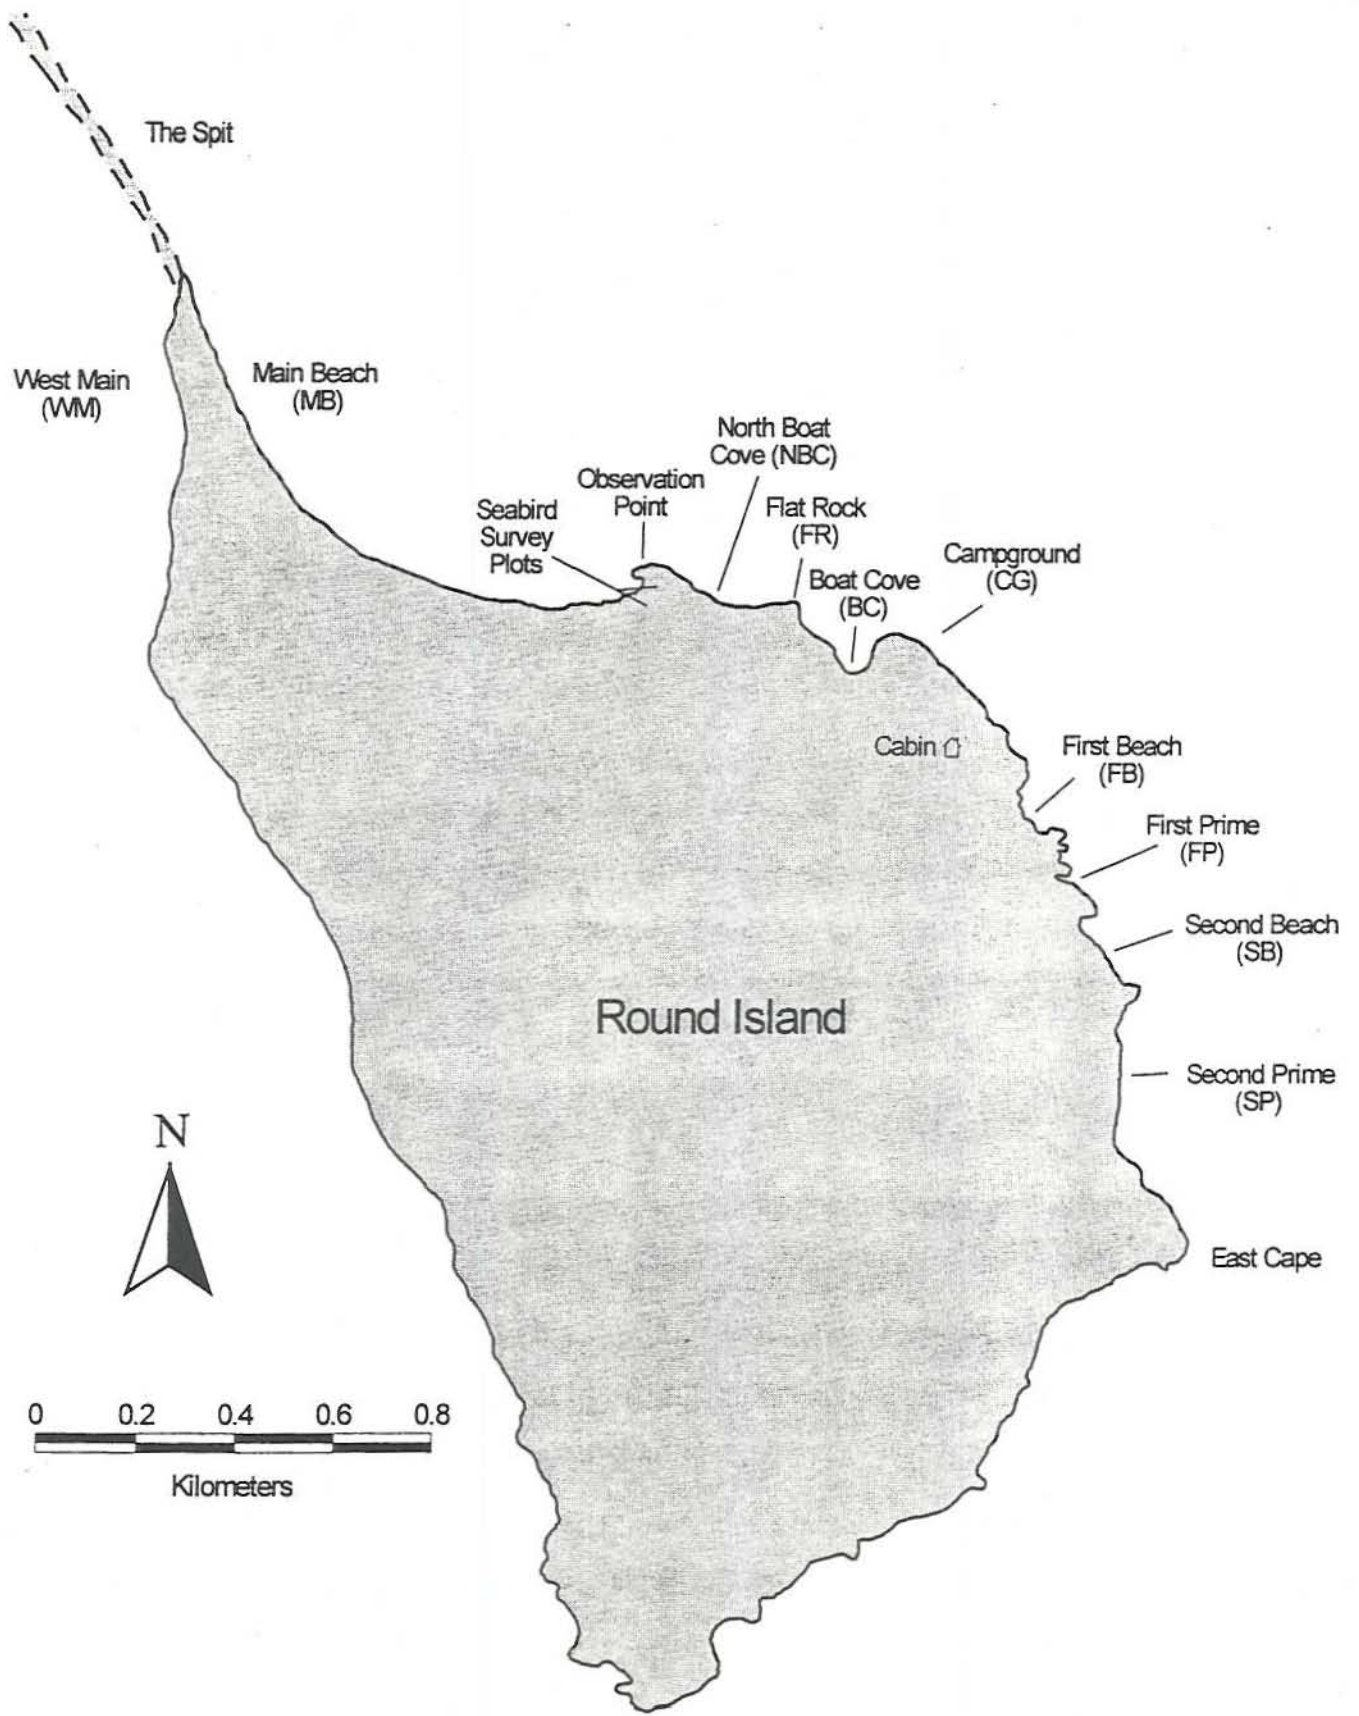 The Spit
West Main
(WM)
Main Beach
(MB)
North Boat
Cove (NBC)
Observation
Point
Seabird
Survey
Plots
Flat Rock
(FR)
Boat Cove
(BC)
Campground
(CG)
Cabin
First Beach
(FB)
First Prime
(FP)
Second Beach
(SB)
Round Island
Second Prime
(SP)
N
East Cape
0 0.2 0.4 0.6 0.8
Kilometers